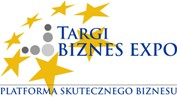 TARGI
BIZNES EXPO
PLATFORMA SKUTECZNEGO BIZNESU